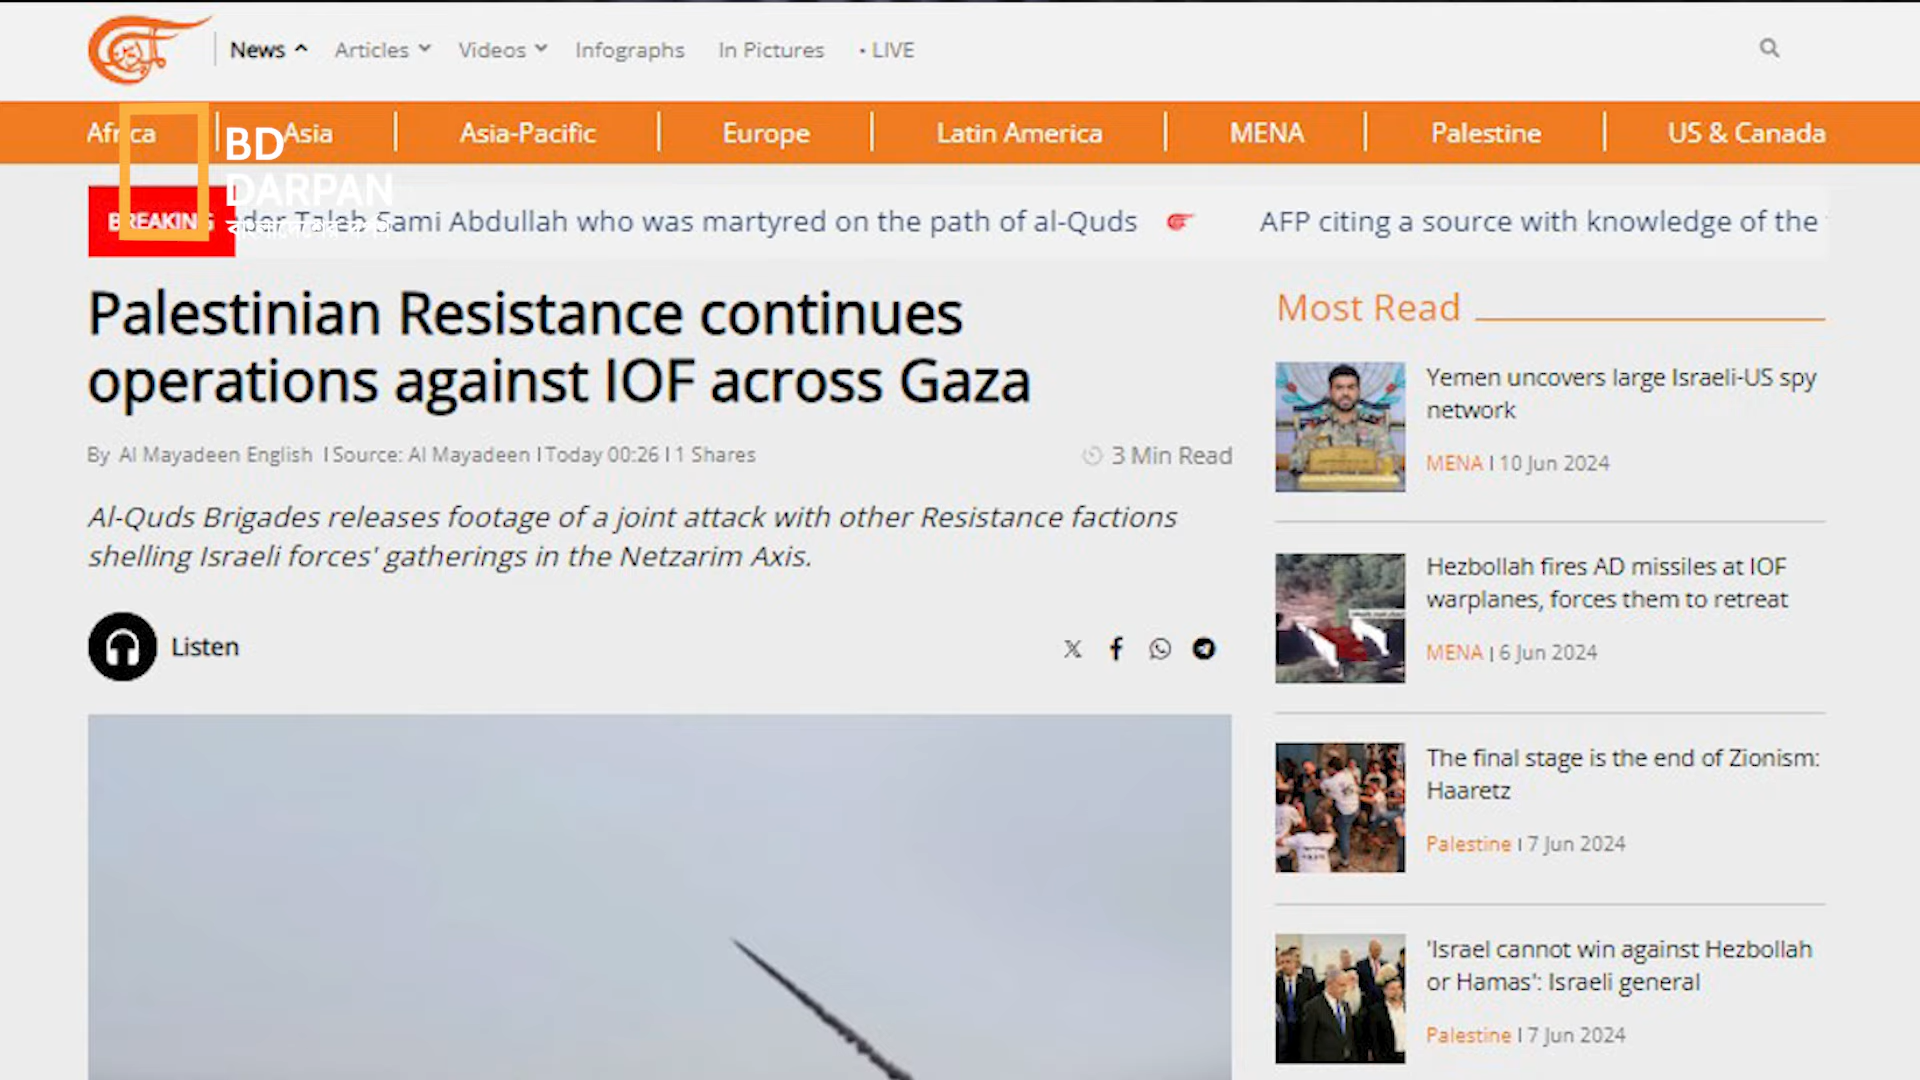 News
Articles
Videos
Infographs
In Pictures
• LIVE
Africa
Asia
Asia-Pacific
Europe
Latin America
MENA
Palestine
US & Canada
BD
DARPAN
BREAKING
Taleb Sami Abdullah who was martyred on the path of al-Quds
AFP citing a source with knowledge of the
Palestinian Resistance continues
operations against IOF across Gaza
By Al Mayadeen English | Source: Al Mayadeen | Today 00:26 | 1 Shares
3 Min Read
Al-Quds Brigades releases footage of a joint attack with other Resistance factions
shelling Israeli forces' gatherings in the Netzarim Axis.
Listen
Most Read
Yemen uncovers large Israeli-US spy
network
MENA | 10 Jun 2024
Hezbollah fires AD missiles at IOF
warplanes, forces them to retreat
MENA | 6 Jun 2024
The final stage is the end of Zionism:
Haaretz
Palestine | 7 Jun 2024
'Israel cannot win against Hezbollah
or Hamas': Israeli general
Palestine | 7 Jun 2024